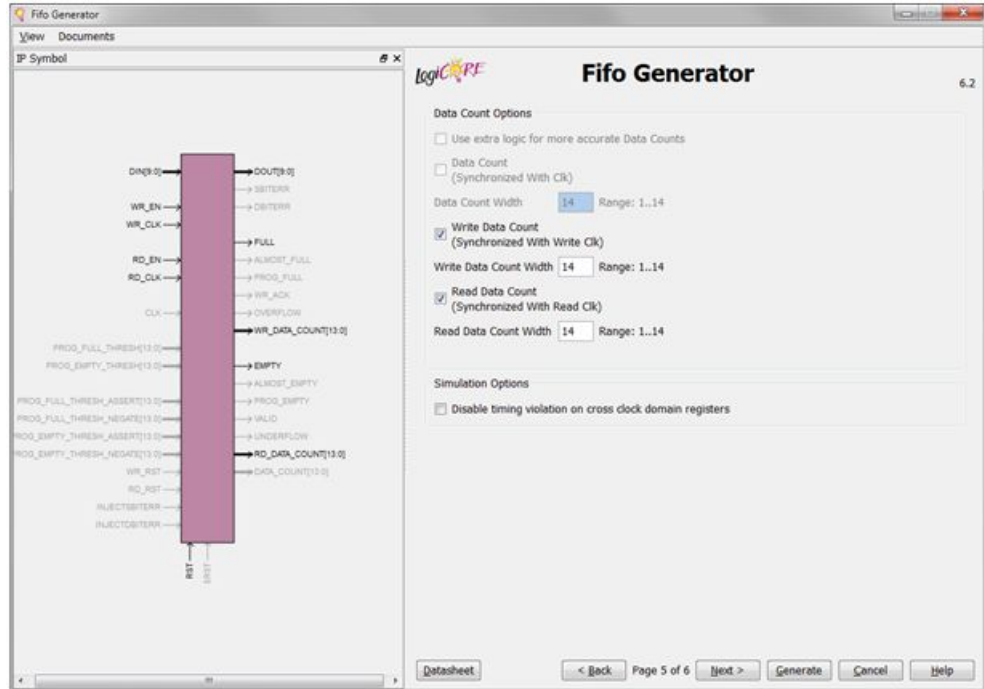 Fifo Generator
View Documents
IP Symbol
DIN[9:0]
WR_EN
WR_CLK
RD_EN
RD_CLK
CLK
PROG_FULL_THRESH[13:0]
PROG_EMPTY_THRESH[13:0]
PROG_FULL_THRESH_ASSERT[13:0]
PROG_FULL_THRESH_NEGATE[13:0]
ROG_EMPTY_THRESH_ASSERT[13:0]
ROG_EMPTY_THRESH_NEGATE[13:0]
WR_RST
RD_RST
INJECTSBITERR
INJECTDBITERR
DOUT[9:0]
SBITERR
DBITERR
FULL
ALMOST_FULL
PROG_FULL
WR_ACK
OVERFLOW
WR_DATA_COUNT[13:0]
EMPTY
ALMOST_EMPTY
PROG_EMPTY
VALID
UNDERFLOW
RD_DATA_COUNT[13:0]
DATA_COUNT[13:0]
RST
SRST
LogiCORE
Fifo Generator
6.2
Data Count Options
Use extra logic for more accurate Data Counts
Data Count
(Synchronized With Clk)
Data Count Width 14 Range: 1..14
Write Data Count
(Synchronized With Write Clk)
Write Data Count Width 14 Range: 1..14
Read Data Count
(Synchronized With Read Clk)
Read Data Count Width 14 Range: 1..14
Simulation Options
Disable timing violation on cross clock domain registers
Datasheet < Back Page 5 of 6 Next > Generate Cancel Help